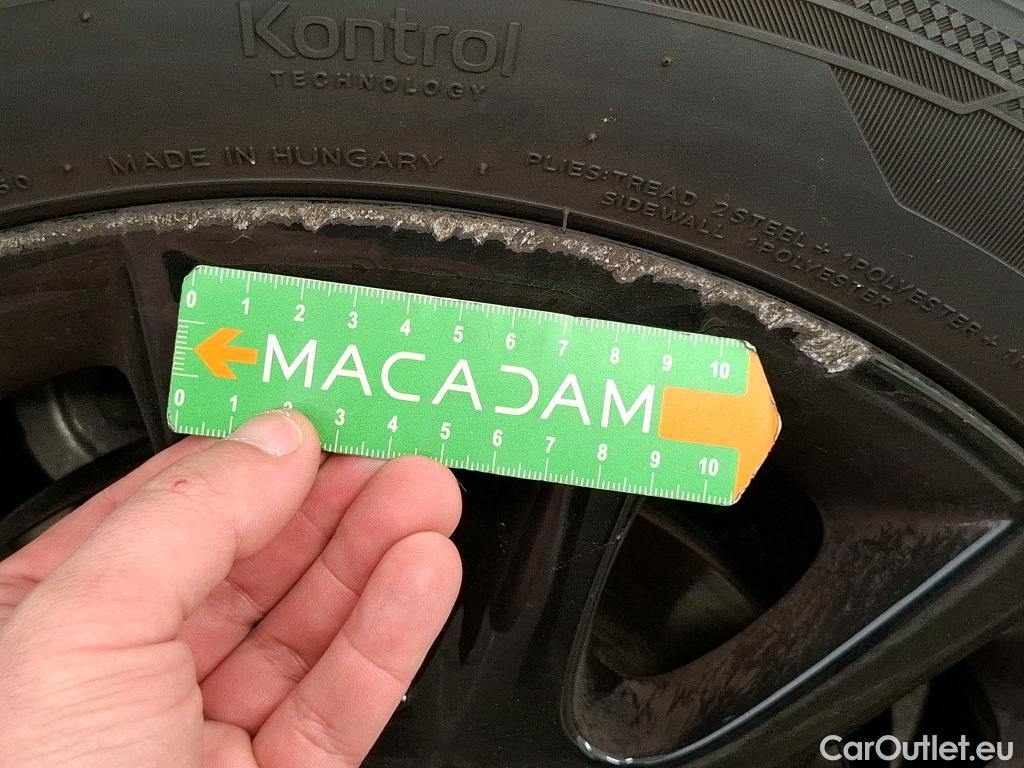 Kontrol
TECHNOLOGY
MADE IN HUNGARY
PLIES:TREAD 2STEEL + 1POLYESTER + 1
SIDEWALL 1POLYESTER
0 1 2 3 4 5 6 7 8 9 10
MACADAM
0 1 2 3 4 5 6 7 8 9 10
CarOutlet.eu